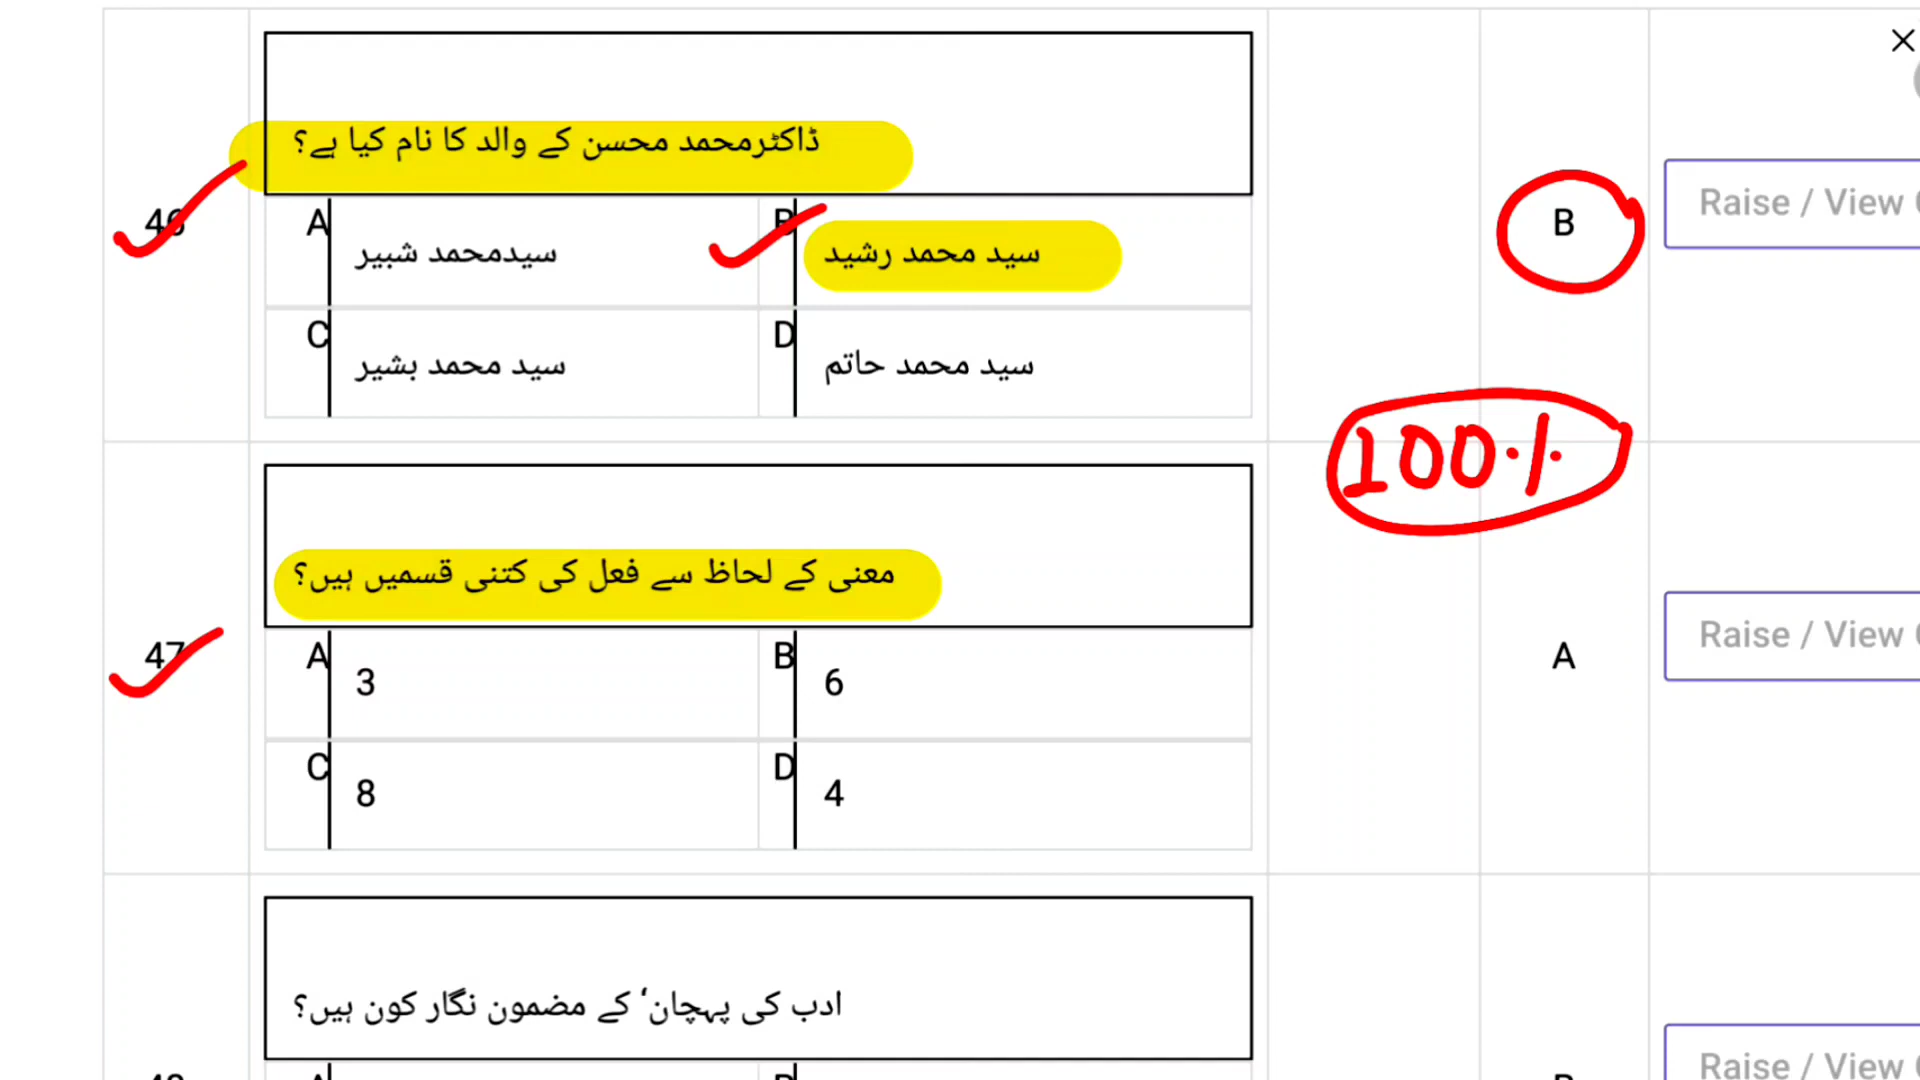 ڈاکٹرمحمد محسن کے والد کا نام کیا ہے؟
46
A
سیدمحمد شبیر
B
سید محمد رشید
B
Raise / View
C
سید محمد بشیر
D
سید محمد حاتم
100%
معنی کے لحاظ سے فعل کی کتنی قسمیں ہیں؟
47
A
3
B
6
A
Raise / View
C
8
D
4
ادب کی پہچان‘ کے مضمون نگار کون ہیں؟
A
Raise / View